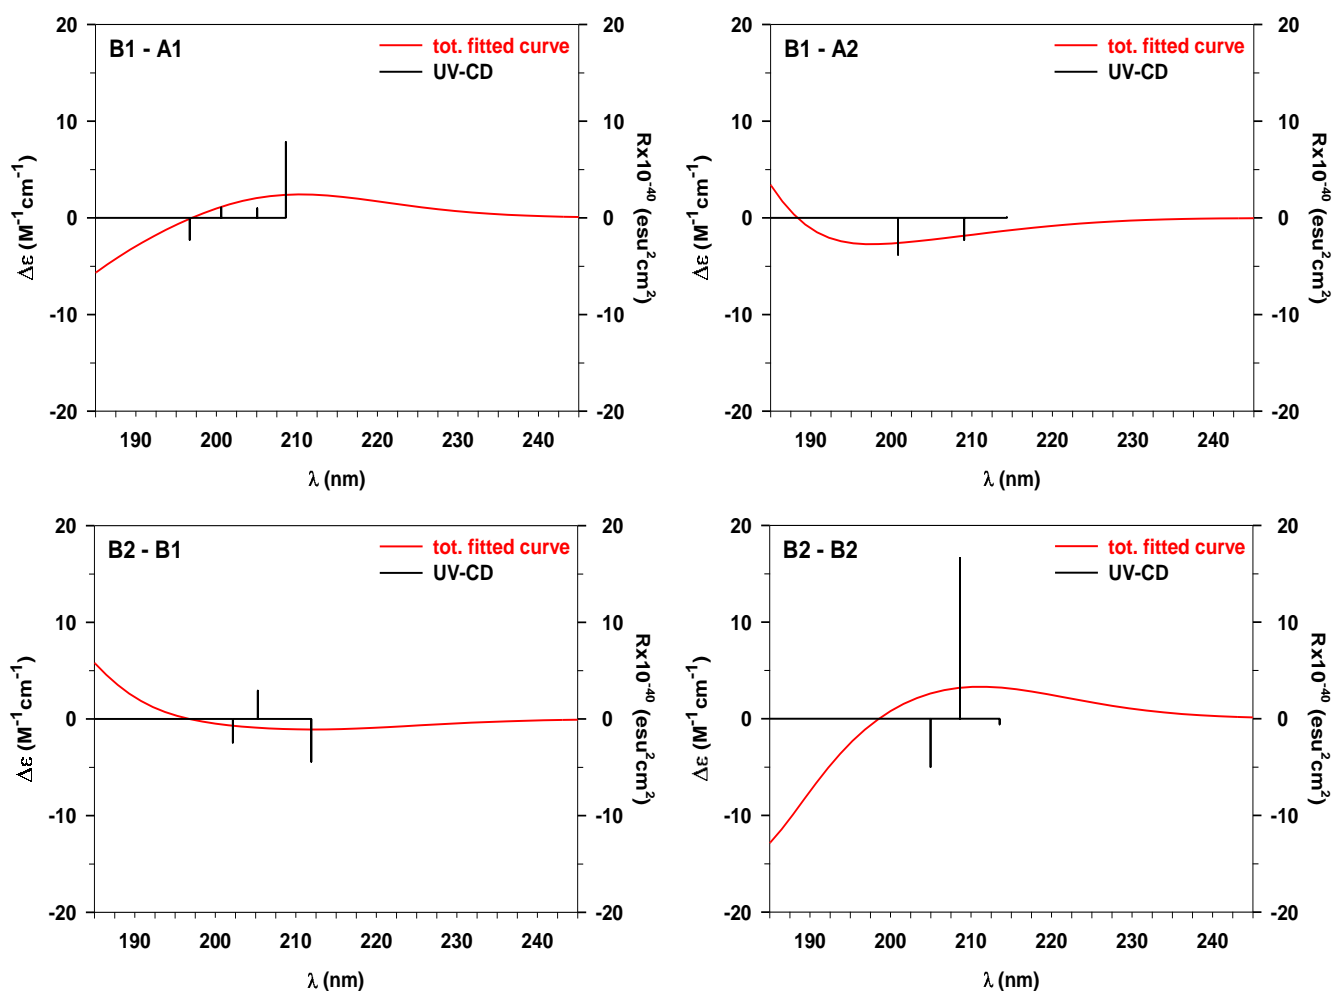 B1 - A1
tot. fitted curve
UV-CD
20
10
0
-10
-20
20
10
0
-10
-20
Δε (M⁻¹cm⁻¹)
Rx10⁻⁴⁰ (esu²cm²)
190 200 210 220 230 240
λ (nm)
B1 - A2
tot. fitted curve
UV-CD
20
10
0
-10
-20
20
10
0
-10
-20
Δε (M⁻¹cm⁻¹)
Rx10⁻⁴⁰ (esu²cm²)
190 200 210 220 230 240
λ (nm)
B2 - B1
tot. fitted curve
UV-CD
20
10
0
-10
-20
20
10
0
-10
-20
Δε (M⁻¹cm⁻¹)
Rx10⁻⁴⁰ (esu²cm²)
190 200 210 220 230 240
λ (nm)
B2 - B2
tot. fitted curve
UV-CD
20
10
0
-10
-20
20
10
0
-10
-20
Δε (M⁻¹cm⁻¹)
Rx10⁻⁴⁰ (esu²cm²)
190 200 210 220 230 240
λ (nm)